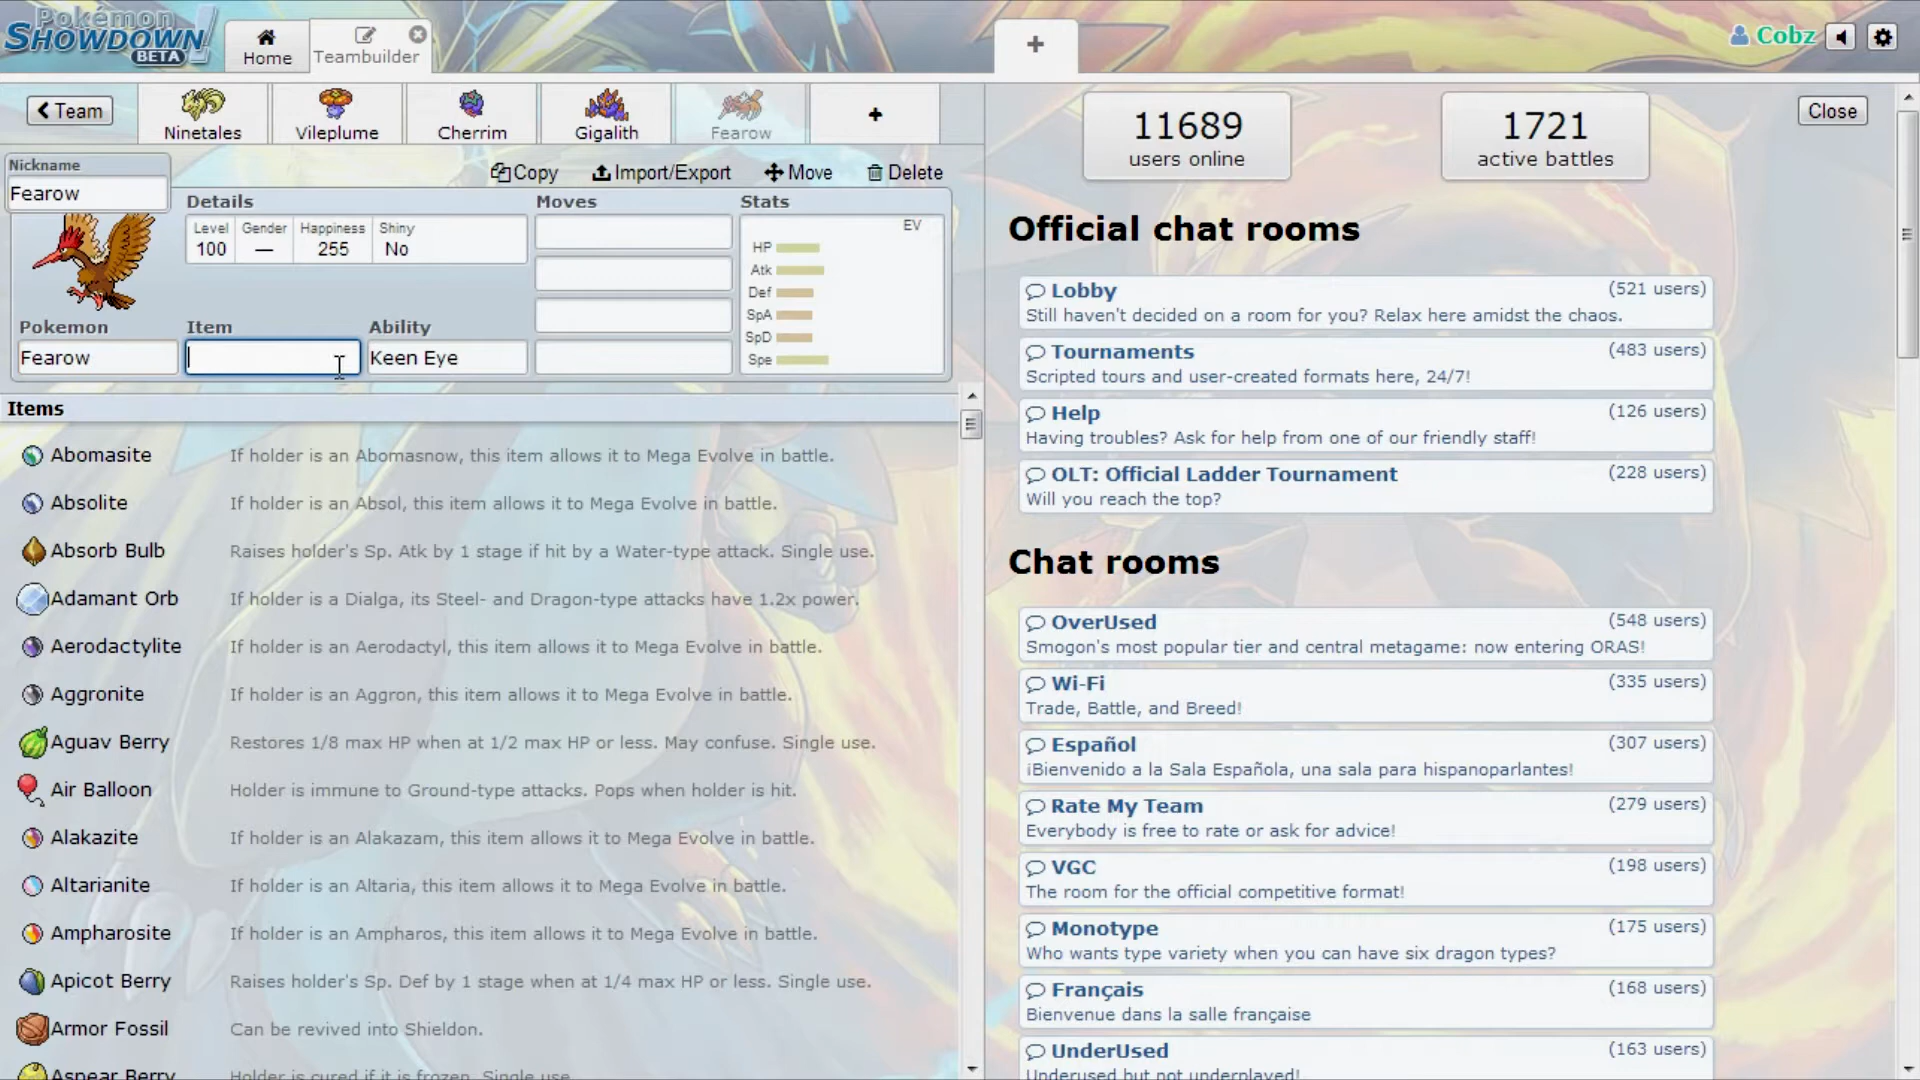 Pokémon
SHOWDOWN!
BETA
Home
Teambuilder
+
Cobz
Team
Ninetales
Vileplume
Cherrim
Gigalith
Fearow
+
Nickname
Fearow
Copy
Import/Export
Move
Delete
Details
Level
100
Gender
—
Happiness
255
Shiny
No
Moves
Stats
EV
HP
Atk
Def
SpA
SpD
Spe
Pokemon
Fearow
Item
Ability
Keen Eye
Items
Abomasite If holder is an Abomasnow, this item allows it to Mega Evolve in battle.
Absolite If holder is an Absol, this item allows it to Mega Evolve in battle.
Absorb Bulb Raises holder's Sp. Atk by 1 stage if hit by a Water-type attack. Single use.
Adamant Orb If holder is a Dialga, its Steel- and Dragon-type attacks have 1.2x power.
Aerodactylite If holder is an Aerodactyl, this item allows it to Mega Evolve in battle.
Aggronite If holder is an Aggron, this item allows it to Mega Evolve in battle.
Aguav Berry Restores 1/8 max HP when at 1/2 max HP or less. May confuse. Single use.
Air Balloon Holder is immune to Ground-type attacks. Pops when holder is hit.
Alakazite If holder is an Alakazam, this item allows it to Mega Evolve in battle.
Altarianite If holder is an Altaria, this item allows it to Mega Evolve in battle.
Ampharosite If holder is an Ampharos, this item allows it to Mega Evolve in battle.
Apicot Berry Raises holder's Sp. Def by 1 stage when at 1/4 max HP or less. Single use.
Armor Fossil Can be revived into Shieldon.
Aspear Berry Holder is cured if it is frozen. Single use.
11689
users online
1721
active battles
Close
Official chat rooms
Lobby (521 users)
Still haven't decided on a room for you? Relax here amidst the chaos.
Tournaments (483 users)
Scripted tours and user-created formats here, 24/7!
Help (126 users)
Having troubles? Ask for help from one of our friendly staff!
OLT: Official Ladder Tournament (228 users)
Will you reach the top?
Chat rooms
OverUsed (548 users)
Smogon's most popular tier and central metagame: now entering ORAS!
Wi-Fi (335 users)
Trade, Battle, and Breed!
Español (307 users)
¡Bienvenido a la Sala Española, una sala para hispanoparlantes!
Rate My Team (279 users)
Everybody is free to rate or ask for advice!
VGC (198 users)
The room for the official competitive format!
Monotype (175 users)
Who wants type variety when you can have six dragon types?
Français (168 users)
Bienvenue dans la salle française
UnderUsed (163 users)
Underused but not underplayed!